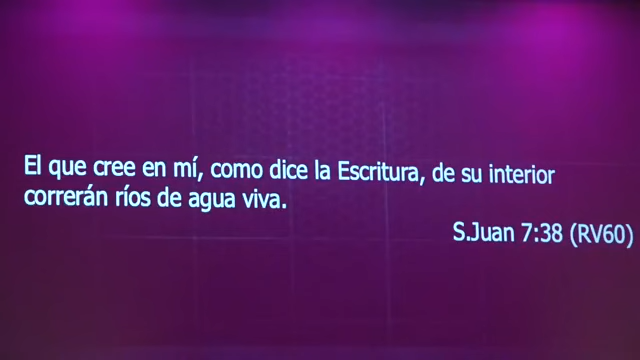 El que cree en mí, como dice la Escritura, de su interior
correrán ríos de agua viva.
S.Juan 7:38 (RV60)